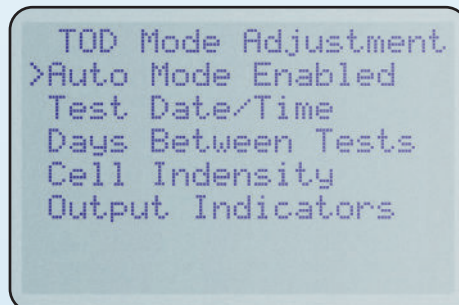 TOD Mode Adjustment
>Auto Mode Enabled
Test Date/Time
Days Between Tests
Cell Indensity
Output Indicators